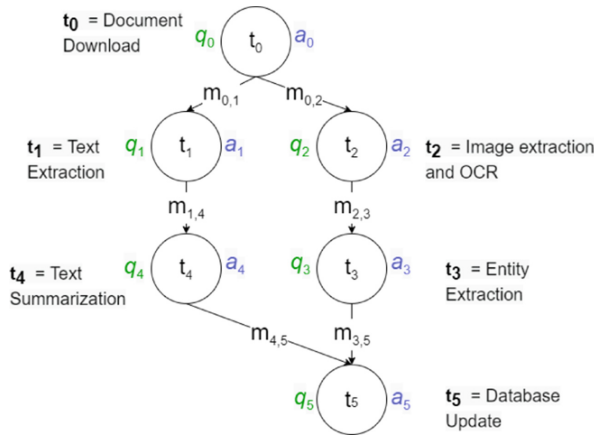 t₀ = Document
Download
q₀ t₀ a₀
m₀,₁ m₀,₂
t₁ = Text
Extraction
q₁ t₁ a₁
q₂ t₂ a₂
t₂ = Image extraction
and OCR
m₁,₄ m₂,₃
t₄ = Text
Summarization
q₄ t₄ a₄
q₃ t₃ a₃
t₃ = Entity
Extraction
m₄,₅ m₃,₅
q₅ t₅ a₅
t₅ = Database
Update